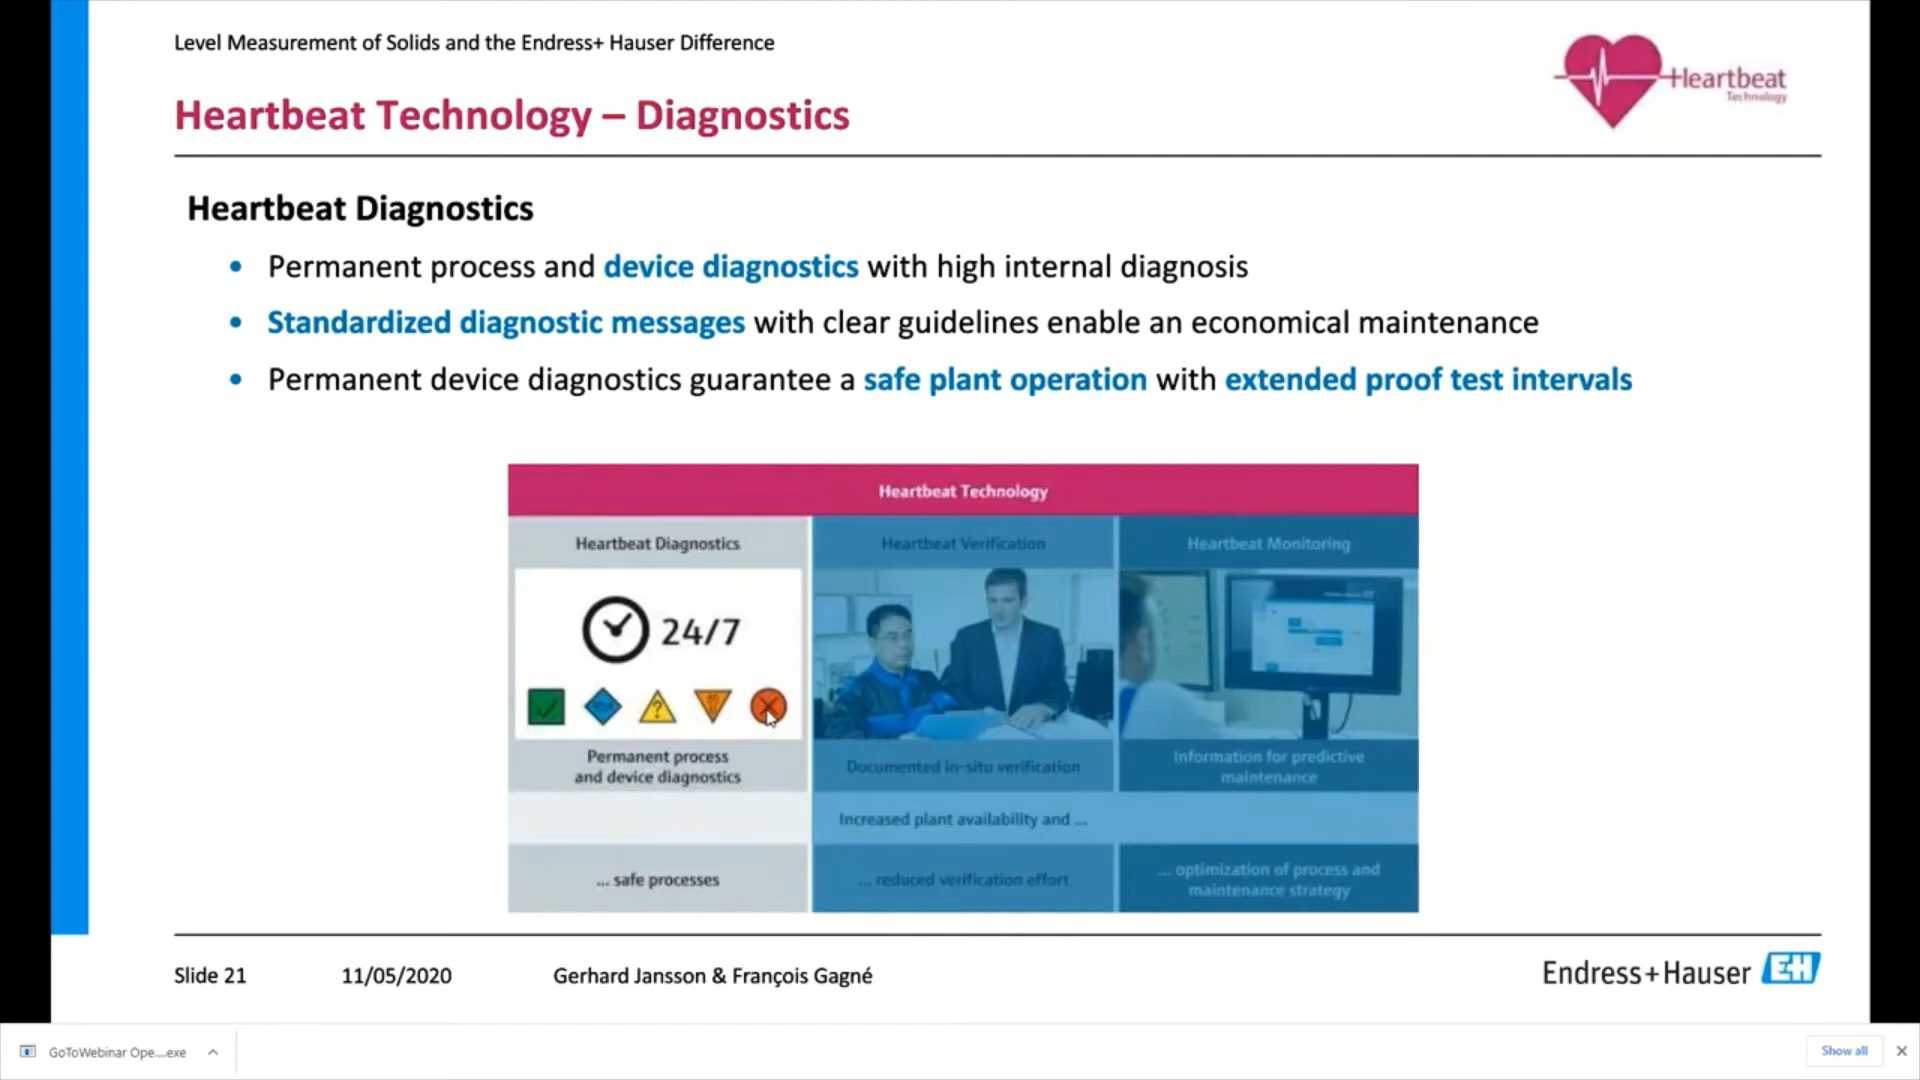 Level Measurement of Solids and the Endress+ Hauser Difference
Heartbeat
Technology
Heartbeat Technology – Diagnostics
Heartbeat Diagnostics
• Permanent process and device diagnostics with high internal diagnosis
• Standardized diagnostic messages with clear guidelines enable an economical maintenance
• Permanent device diagnostics guarantee a safe plant operation with extended proof test intervals
Heartbeat Technology
Heartbeat Diagnostics
Heartbeat Verification
Heartbeat Monitoring
24/7
?
Permanent process
and device diagnostics
Documented in-situ verification
Information for predictive
maintenance
Increased plant availability and ...
... safe processes
... reduced verification effort
... optimization of process and
maintenance strategy
Slide 21
11/05/2020
Gerhard Jansson & François Gagné
Endress+Hauser EH
GoToWebinar Ope....exe
Show all